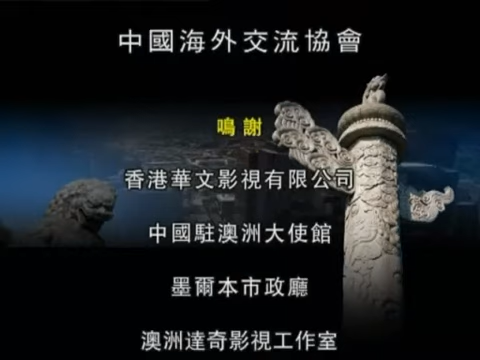 中國海外交流協會
鳴謝
香港華文影視有限公司
中國駐澳洲大使館
墨爾本市政廳
澳洲達奇影視工作室